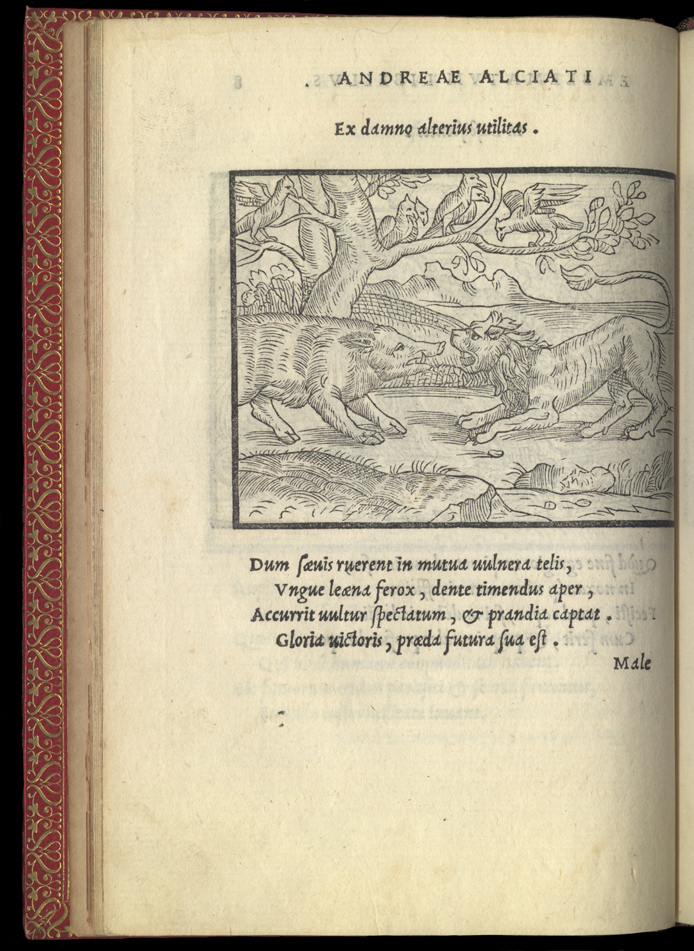 ANDREAE ALCIATI
Ex damno alterius utilitas.
Dum sæuis ruerent in mutua uulnera telis,
Vngue leæna ferox, dente timendus aper,
Accurrit uultur spectatum, & prandia captat.
Gloria uictoris, præda futura sua est.
Male